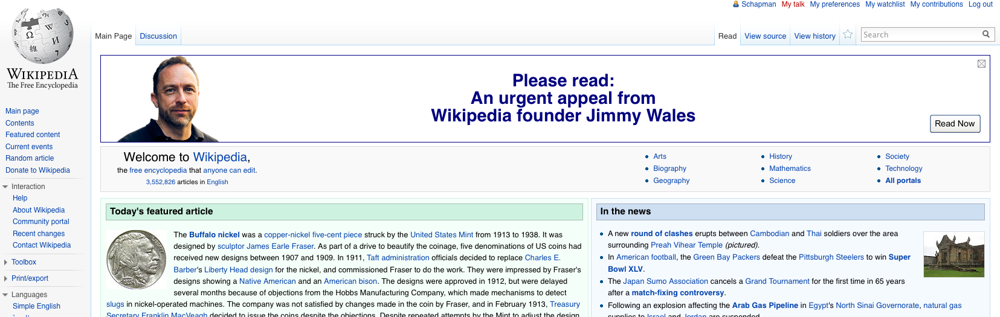 Schapman My talk My preferences My watchlist My contributions Log out
Main Page Discussion Read View source View history Search
WIKIPEDIA
The Free Encyclopedia
Main page
Contents
Featured content
Current events
Random article
Donate to Wikipedia
Interaction
Help
About Wikipedia
Community portal
Recent changes
Contact Wikipedia
Toolbox
Print/export
Languages
Simple English
Please read:
An urgent appeal from
Wikipedia founder Jimmy Wales
Read Now
Welcome to Wikipedia,
the free encyclopedia that anyone can edit.
3,552,826 articles in English
Arts
Biography
Geography
History
Mathematics
Science
Society
Technology
All portals
Today's featured article
The Buffalo nickel was a copper-nickel five-cent piece struck by the United States Mint from 1913 to 1938. It was
designed by sculptor James Earle Fraser. As part of a drive to beautify the coinage, five denominations of US coins had
received new designs between 1907 and 1909. In 1911, Taft administration officials decided to replace Charles E.
Barber's Liberty Head design for the nickel, and commissioned Fraser to do the work. They were impressed by Fraser's
designs showing a Native American and an American bison. The designs were approved in 1912, but were delayed
several months because of objections from the Hobbs Manufacturing Company, which made mechanisms to detect
slugs in nickel-operated machines. The company was not satisfied by changes made in the coin by Fraser, and in February 1913, Treasury
Secretary Franklin MacVeagh decided to issue the coins despite the objections. Despite repeated attempts by the Mint to adjust the design
In the news
A new round of clashes erupts between Cambodian and Thai soldiers over the area
surrounding Preah Vihear Temple (pictured).
In American football, the Green Bay Packers defeat the Pittsburgh Steelers to win Super
Bowl XLV.
The Japan Sumo Association cancels a Grand Tournament for the first time in 65 years
after a match-fixing controversy.
Following an explosion affecting the Arab Gas Pipeline in Egypt's North Sinai Governorate, natural gas
supplies to Israel and Jordan are suspended.